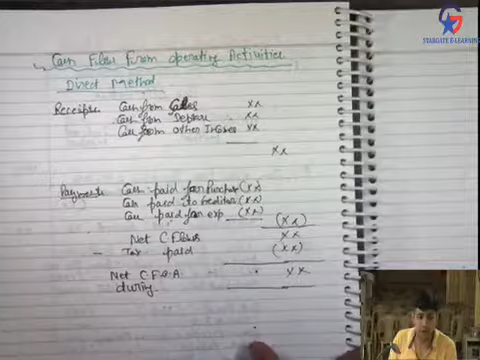 STARGATE E-LEARNING
Cash Flow From operating Activities
Direct Method
Receipts Cash from Sales xx
Cash from Debtors xx
Cash from other Income xx
xx
Payments Cash paid for Purchase (xx)
Cash paid to Creditors (xx)
Cash paid for exp (xx) (xx)
Net C Flows xx
- Tax paid (xx)
Net C.F.O.A xx
during